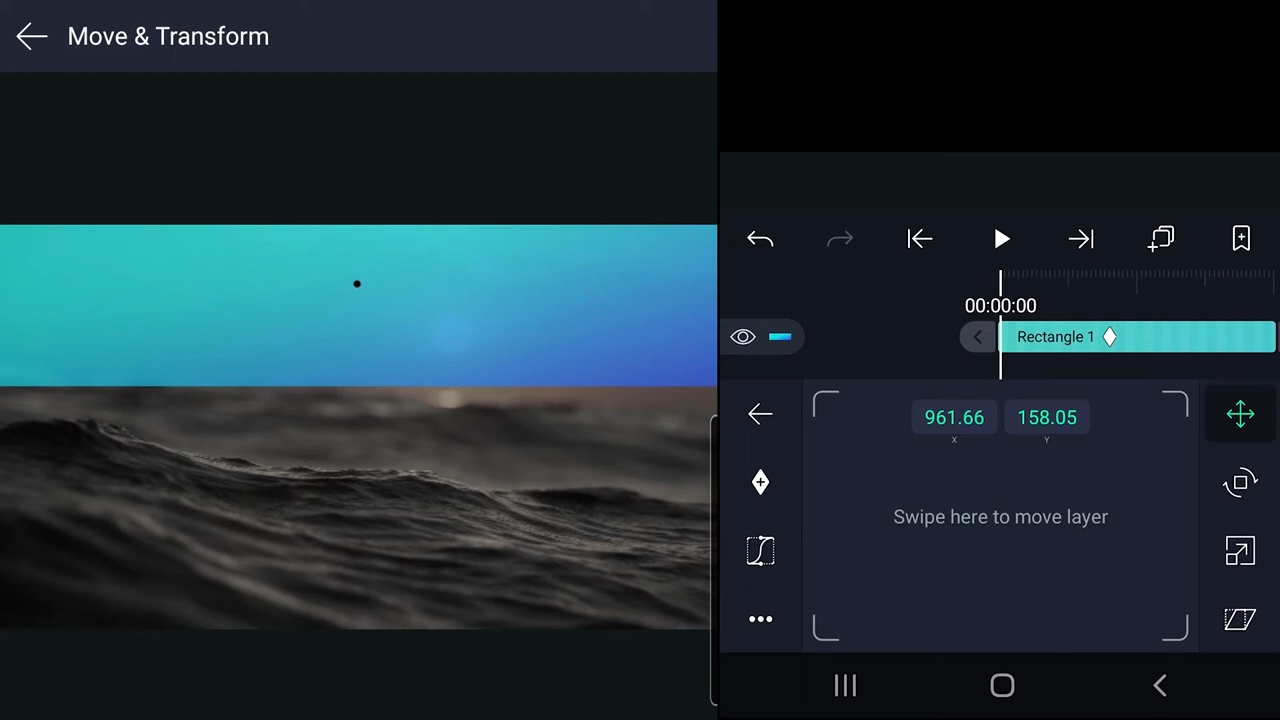 Move & Transform
00:00:00
Rectangle 1
961.66 158.05
X Y
Swipe here to move layer